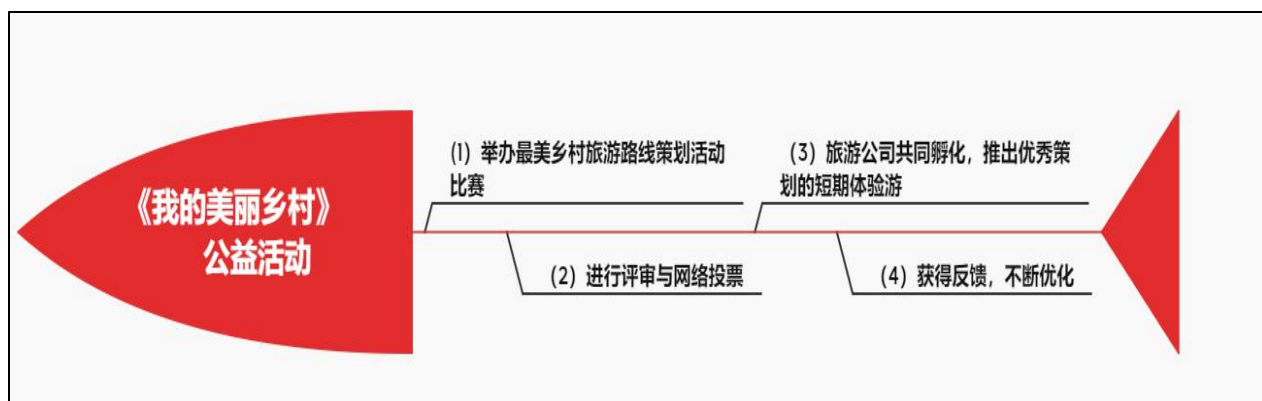 《我的美丽乡村》
公益活动
(1) 举办最美乡村旅游路线策划活动
比赛
(2) 进行评审与网络投票
(3) 旅游公司共同孵化，推出优秀策
划的短期体验游
(4) 获得反馈，不断优化